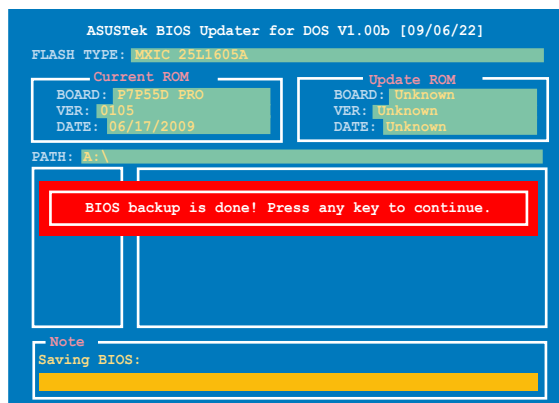 ASUSTek BIOS Updater for DOS V1.00b [09/06/22]
FLASH TYPE: MXIC 25L1605A
Current ROM
BOARD: P7P55D PRO
VER: 0105
DATE: 06/17/2009
Update ROM
BOARD: Unknown
VER: Unknown
DATE: Unknown
PATH: A:\
BIOS backup is done! Press any key to continue.
Note
Saving BIOS: